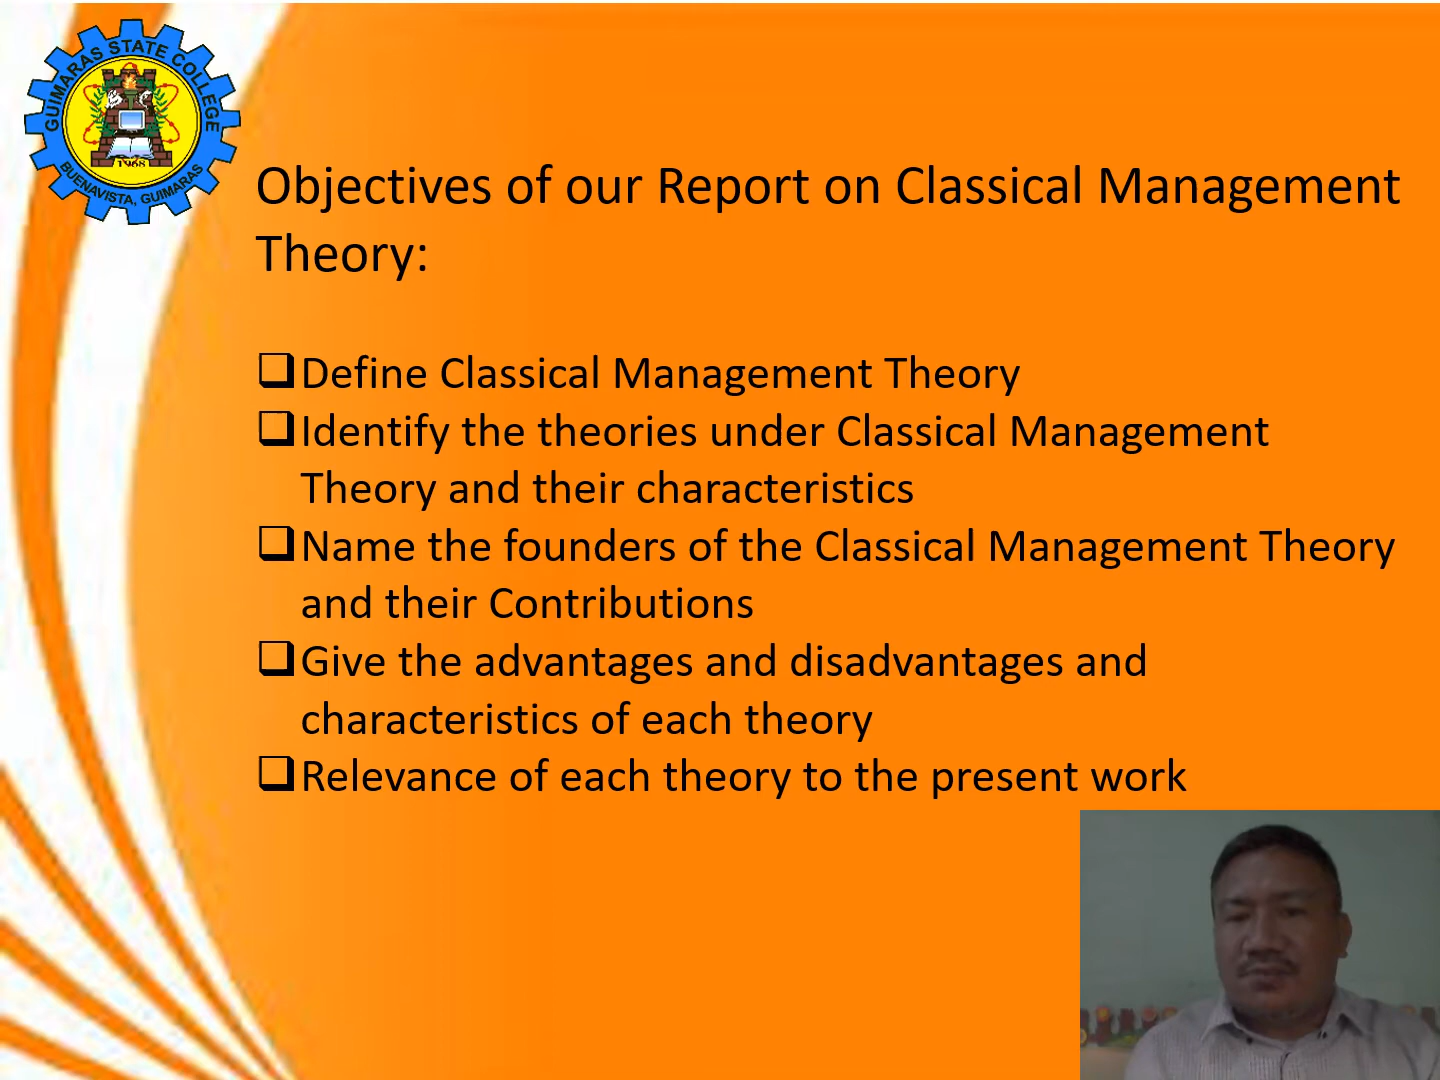 GUIMARAS STATE COLLEGE
1968
BUENAVISTA, GUIMARAS
Objectives of our Report on Classical Management
Theory:
❑Define Classical Management Theory
❑Identify the theories under Classical Management
Theory and their characteristics
❑Name the founders of the Classical Management Theory
and their Contributions
❑Give the advantages and disadvantages and
characteristics of each theory
❑Relevance of each theory to the present work